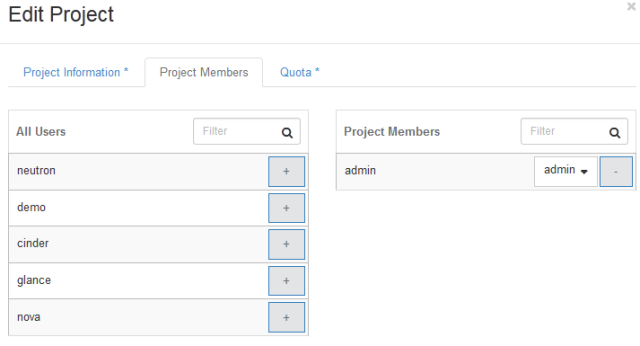 Edit Project ×
Project Information * Project Members Quota *
All Users Filter
neutron +
demo +
cinder +
glance +
nova +
Project Members Filter
admin admin -